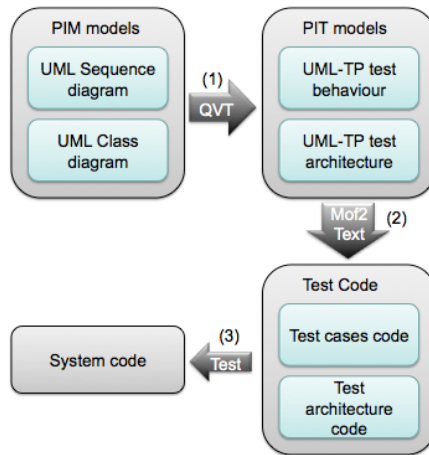 PIM models
UML Sequence
diagram
UML Class
diagram
(1)
QVT
PIT models
UML-TP test
behaviour
UML-TP test
architecture
Mof2
Text
(2)
Test Code
Test cases code
Test
architecture
code
(3)
Test
System code